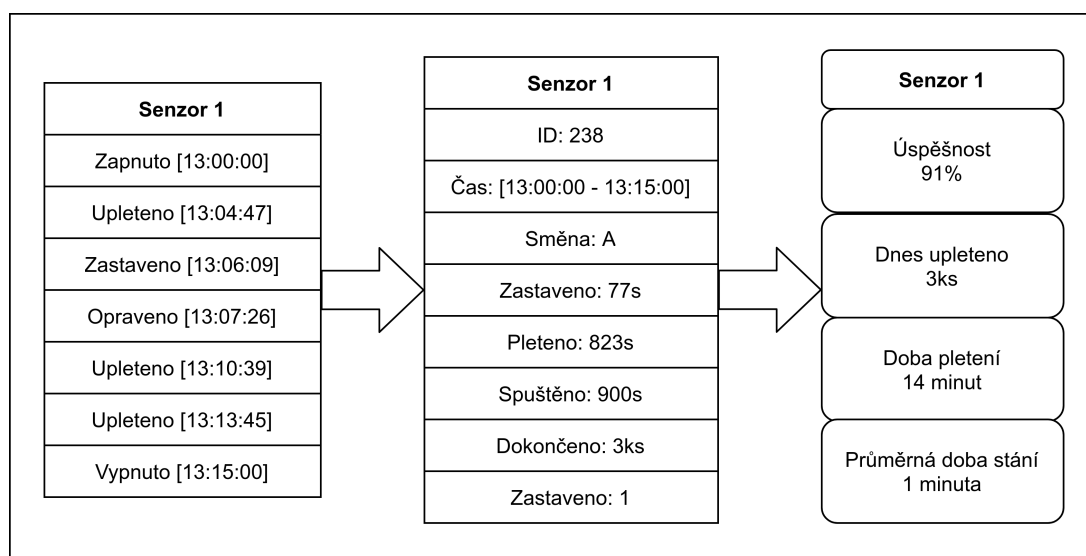 Senzor 1
Zapnuto [13:00:00]
Upleteno [13:04:47]
Zastaveno [13:06:09]
Opraveno [13:07:26]
Upleteno [13:10:39]
Upleteno [13:13:45]
Vypnuto [13:15:00]
Senzor 1
ID: 238
Čas: [13:00:00 - 13:15:00]
Směna: A
Zastaveno: 77s
Pleteno: 823s
Spuštěno: 900s
Dokončeno: 3ks
Zastaveno: 1
Senzor 1
Úspěšnost
91%
Dnes upleteno
3ks
Doba pletení
14 minut
Průměrná doba stání
1 minuta